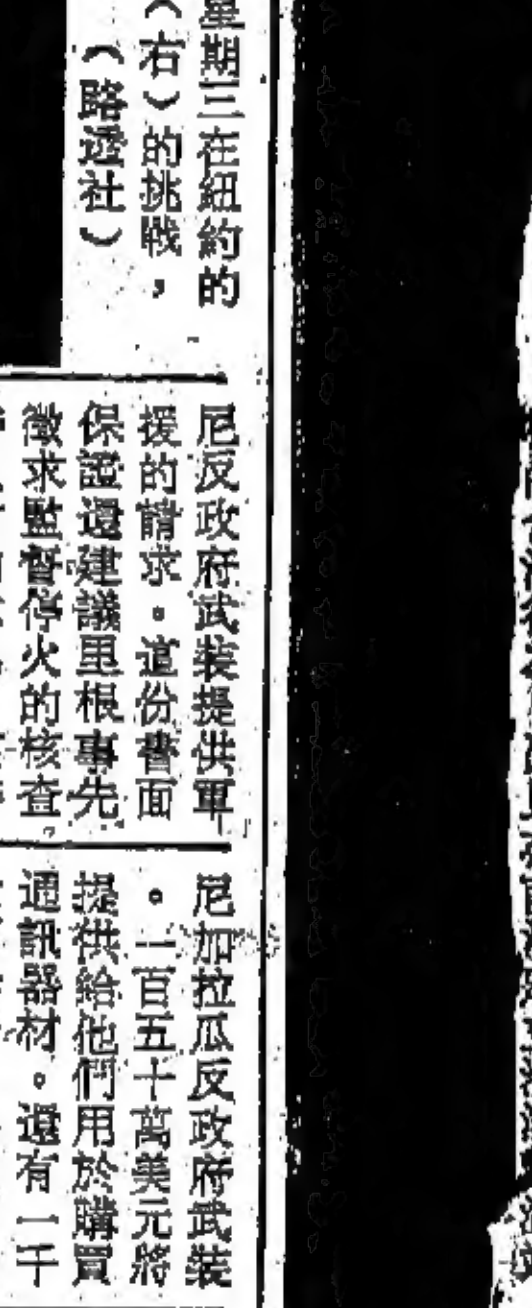 星期三在紐約的
（右）的挑戰，
（路透社）
尼反政府武裝提供軍
援的請求。這份書面
保證還建議里根事先
徵求監督停火的核查
尼加拉瓜反政府武裝
。一百五十萬美元將
提供給他們用於購買
通訊器材。還有一千